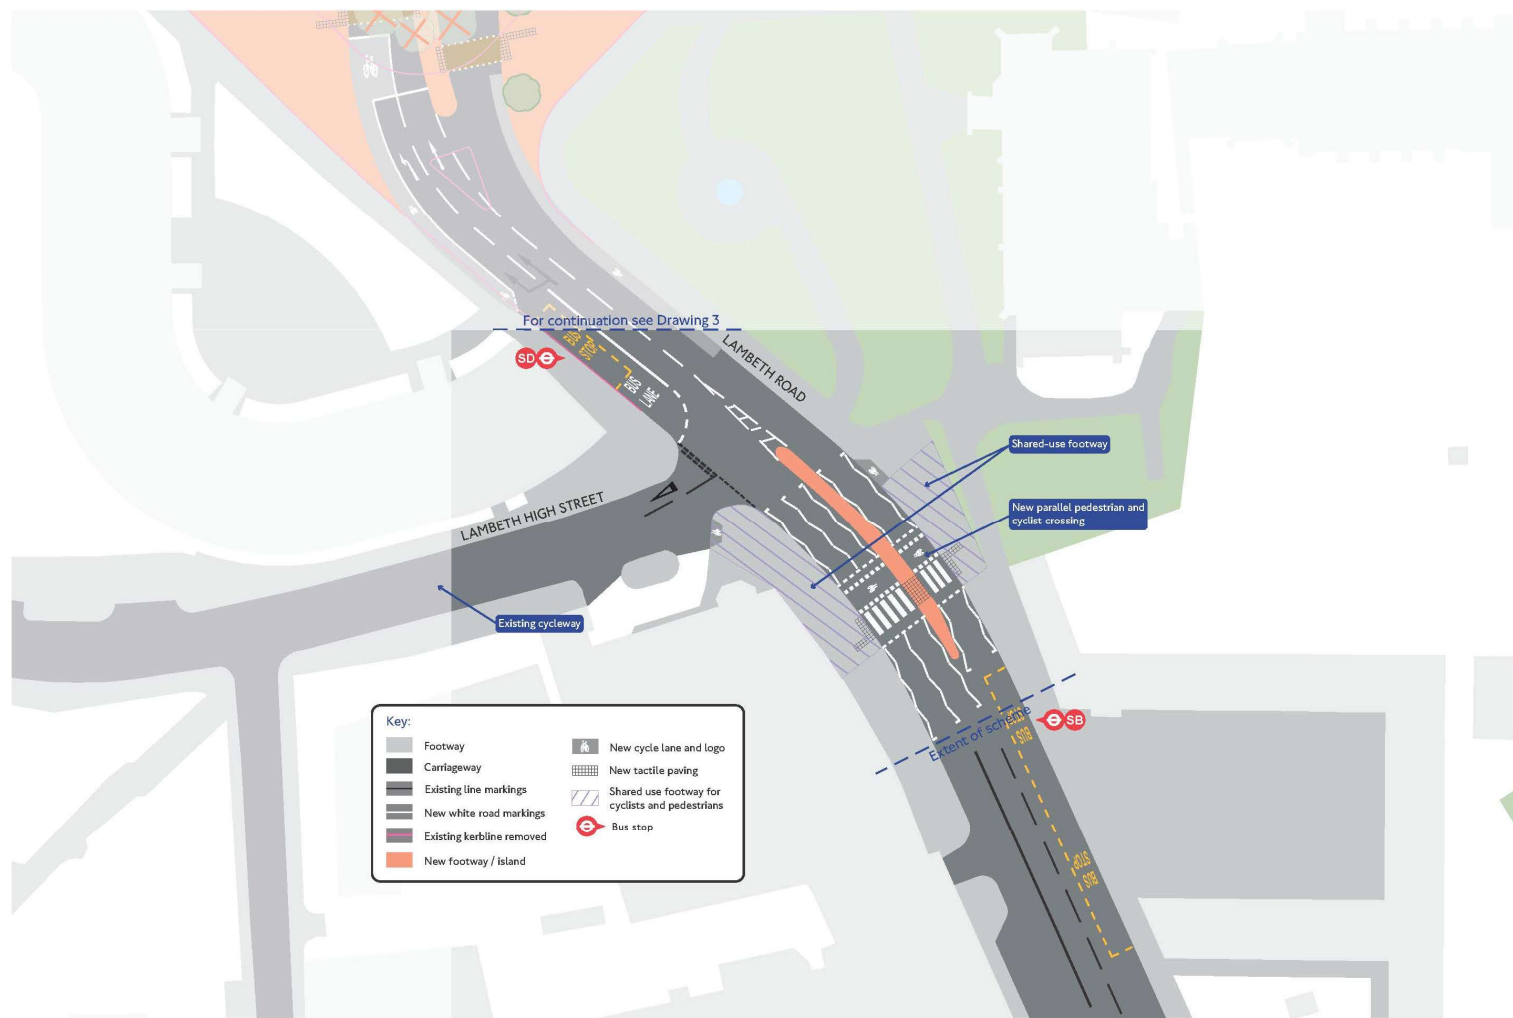 For continuation see Drawing 3
BUS
STOP
SD
BUS
LANE
LAMBETH ROAD
Shared-use footway
LAMBETH HIGH STREET
New parallel pedestrian and
cyclist crossing
Existing cycleway
Extent of scheme
BUS
STOP
SB
BUS
STOP
Key:
Footway
Carriageway
Existing line markings
New white road markings
Existing kerbline removed
New footway / island
New cycle lane and logo
New tactile paving
Shared use footway for
cyclists and pedestrians
Bus stop